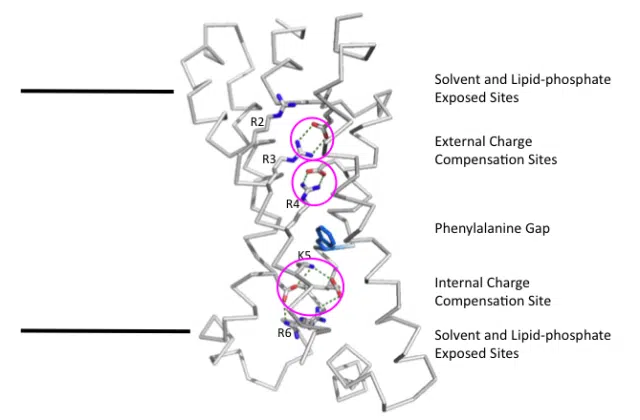 Solvent and Lipid-phosphate
Exposed Sites
R2
External Charge
Compensation Sites
R3
R4
Phenylalanine Gap
K5
Internal Charge
Compensation Site
R6
Solvent and Lipid-phosphate
Exposed Sites